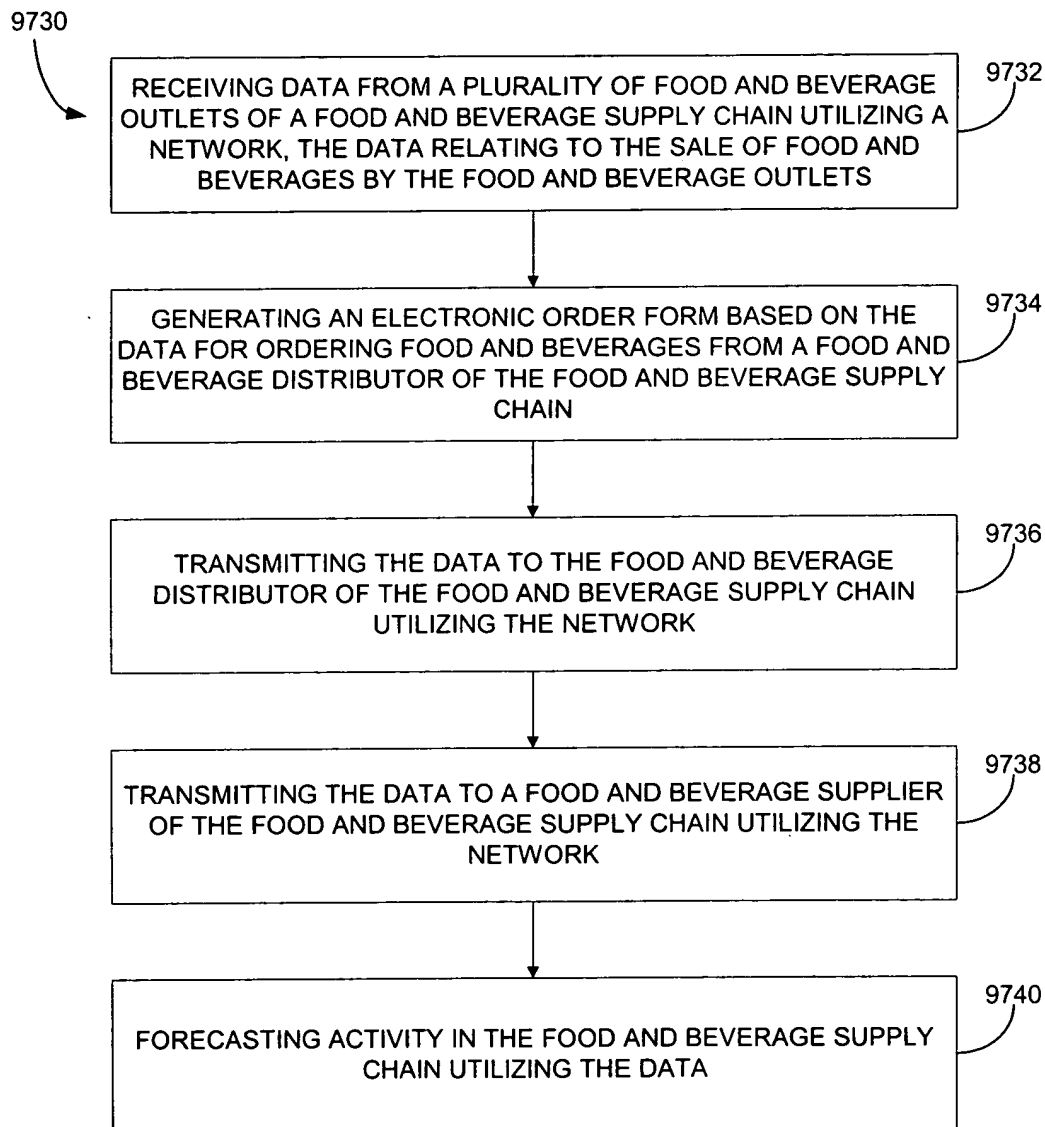 9730
9732
RECEIVING DATA FROM A PLURALITY OF FOOD AND BEVERAGE
OUTLETS OF A FOOD AND BEVERAGE SUPPLY CHAIN UTILIZING A
NETWORK, THE DATA RELATING TO THE SALE OF FOOD AND
BEVERAGES BY THE FOOD AND BEVERAGE OUTLETS
9734
GENERATING AN ELECTRONIC ORDER FORM BASED ON THE
DATA FOR ORDERING FOOD AND BEVERAGES FROM A FOOD AND
BEVERAGE DISTRIBUTOR OF THE FOOD AND BEVERAGE SUPPLY
CHAIN
9736
TRANSMITTING THE DATA TO THE FOOD AND BEVERAGE
DISTRIBUTOR OF THE FOOD AND BEVERAGE SUPPLY CHAIN
UTILIZING THE NETWORK
9738
TRANSMITTING THE DATA TO A FOOD AND BEVERAGE SUPPLIER
OF THE FOOD AND BEVERAGE SUPPLY CHAIN UTILIZING THE
NETWORK
9740
FORECASTING ACTIVITY IN THE FOOD AND BEVERAGE SUPPLY
CHAIN UTILIZING THE DATA